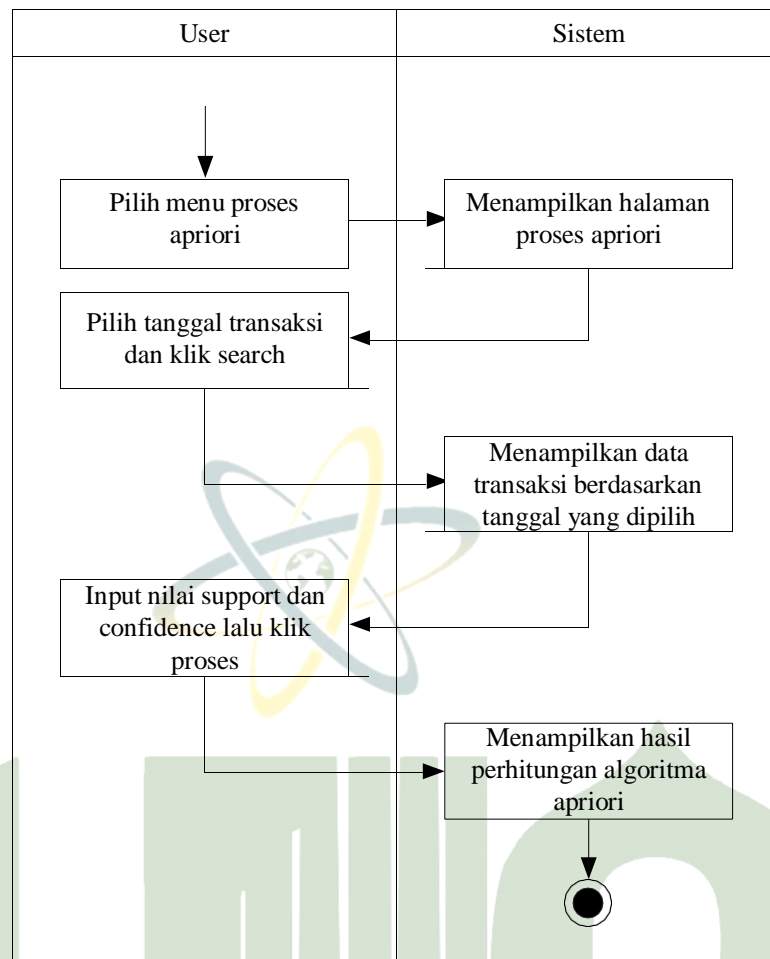 User
Sistem
Pilih menu proses
apriori
Menampilkan halaman
proses apriori
Pilih tanggal transaksi
dan klik search
Menampilkan data
transaksi berdasarkan
tanggal yang dipilih
Input nilai support dan
confidence lalu klik
proses
Menampilkan hasil
perhitungan algoritma
apriori